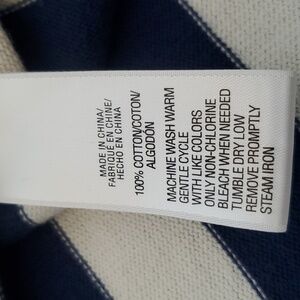 MADE IN CHINA/
FABRIQUÉ EN CHINE/
HECHO EN CHINA
100% COTTON/COTON/
ALGODÓN
MACHINE WASH WARM
GENTLE CYCLE
WITH LIKE COLORS
ONLY NON-CHLORINE
BLEACH WHEN NEEDED
TUMBLE DRY LOW
REMOVE PROMPTLY
STEAM IRON